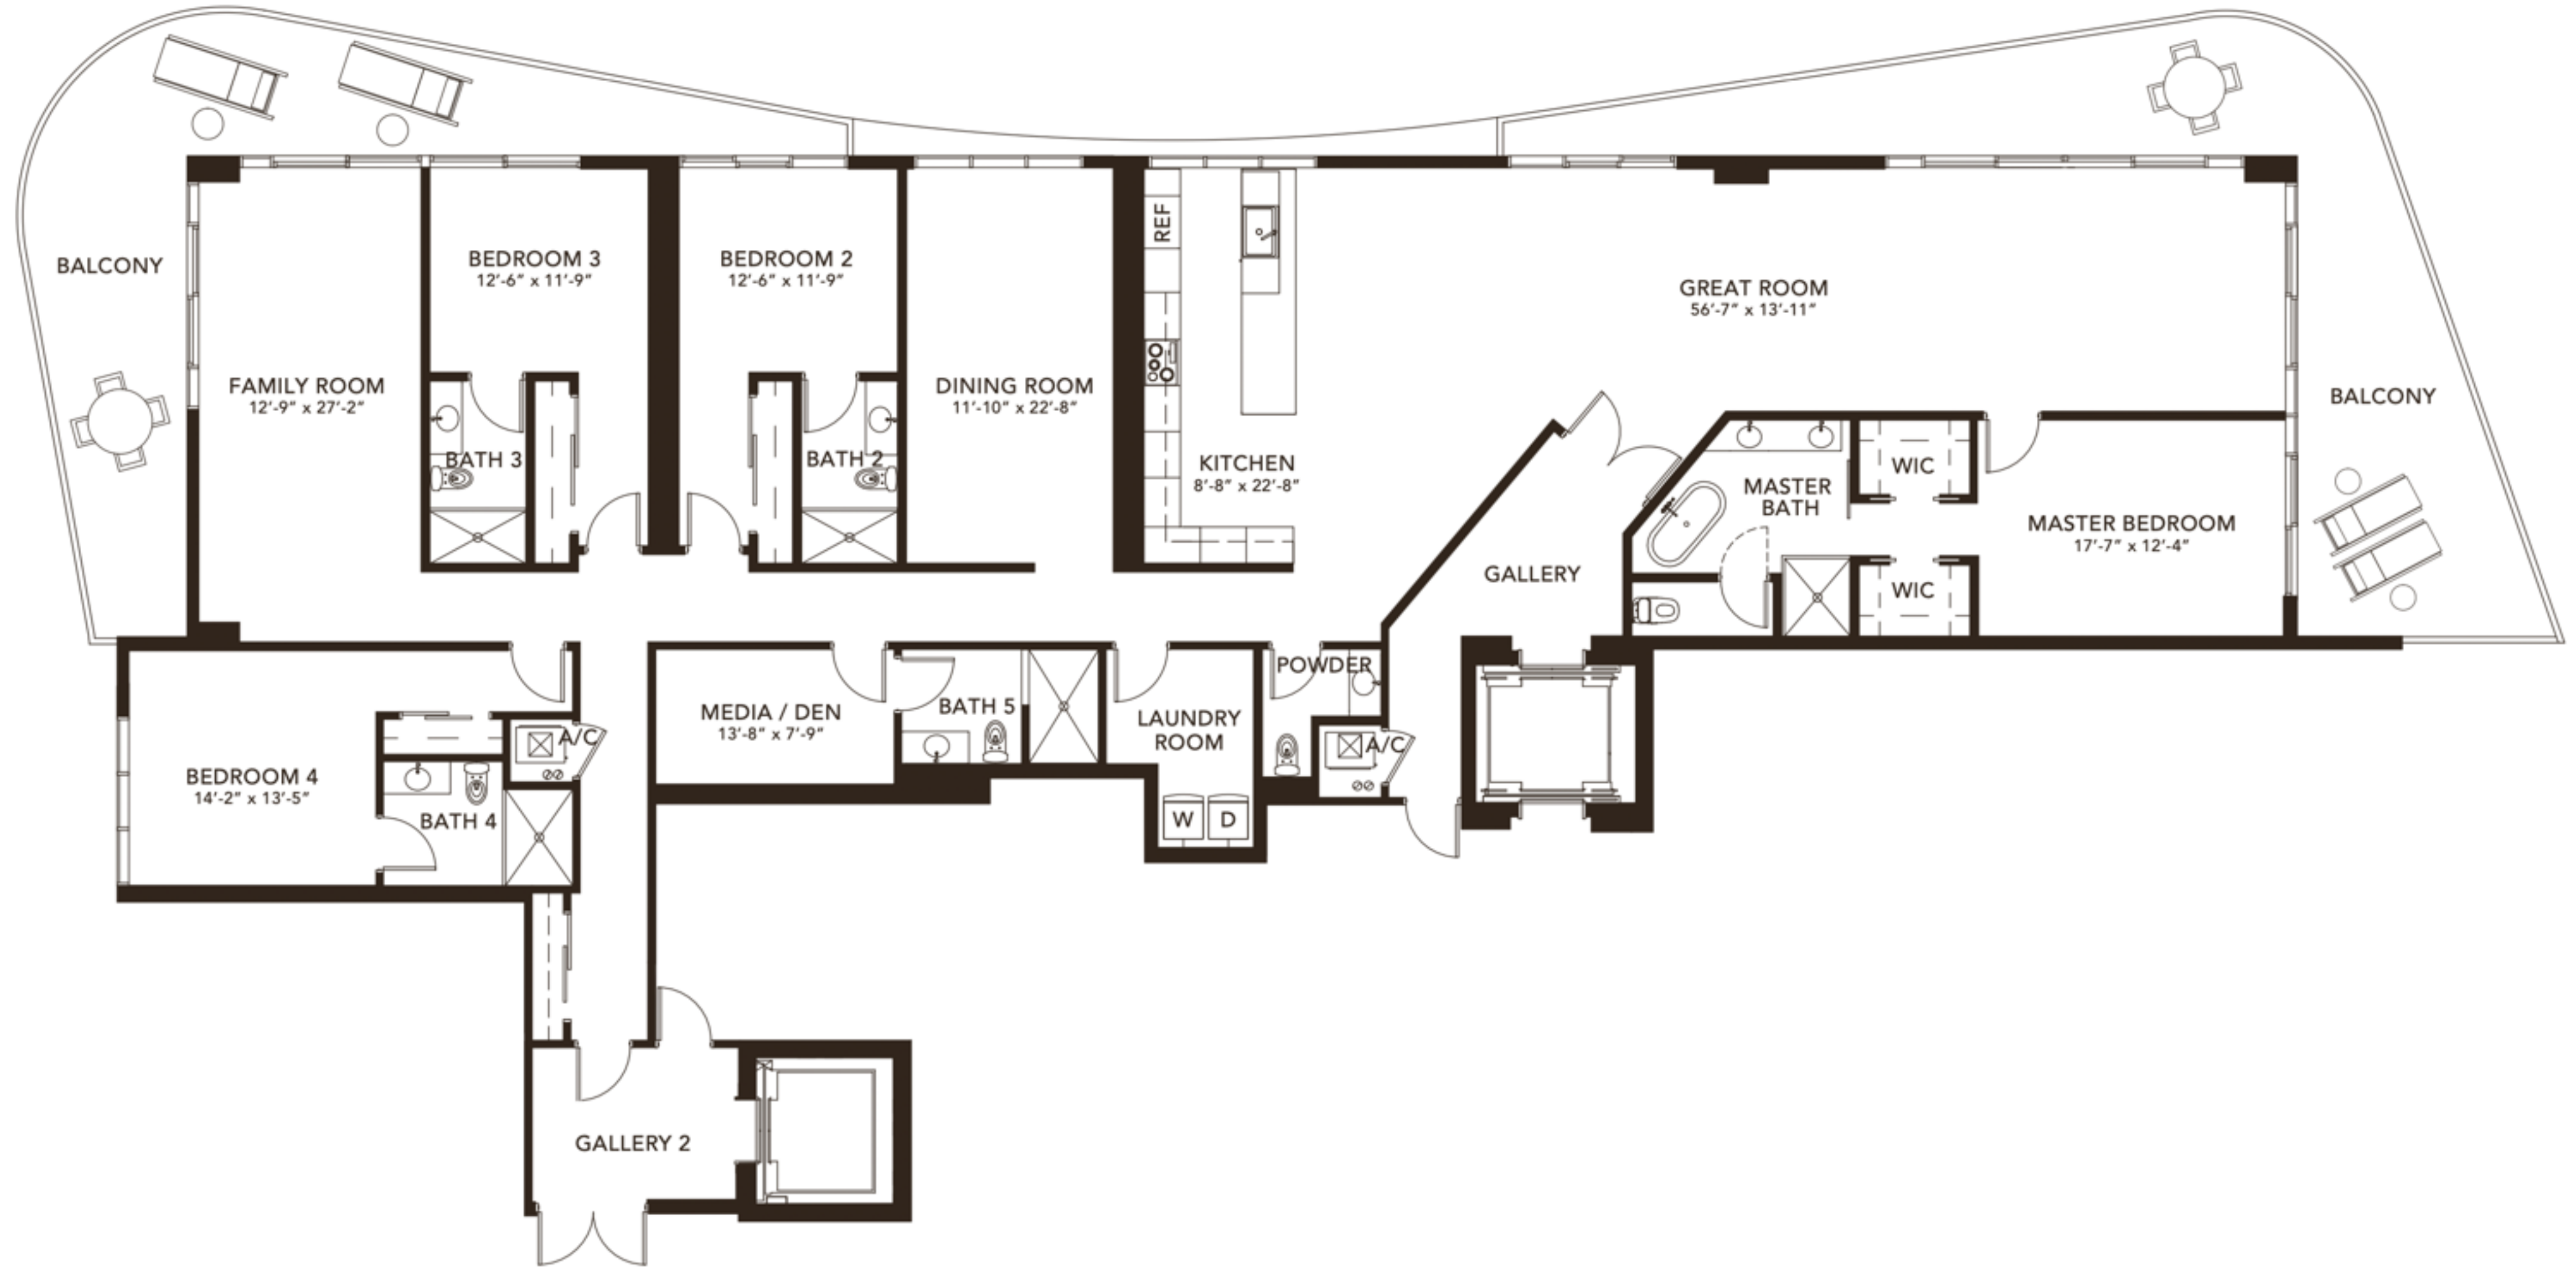 BALCONY
FAMILY ROOM
12'-9" x 27'-2"
BEDROOM 3
12'-6" x 11'-9"
BATH 3
BEDROOM 2
12'-6" x 11'-9"
BATH 2
DINING ROOM
11'-10" x 22'-8"
REF
KITCHEN
8'-8" x 22'-8"
GREAT ROOM
56'-7" x 13'-11"
BALCONY
GALLERY
MASTER
BATH
WIC
WIC
MASTER BEDROOM
17'-7" x 12'-4"
BEDROOM 4
14'-2" x 13'-5"
A/C
BATH 4
MEDIA / DEN
13'-8" x 7'-9"
BATH 5
LAUNDRY
ROOM
W
D
POWDER
A/C
GALLERY 2